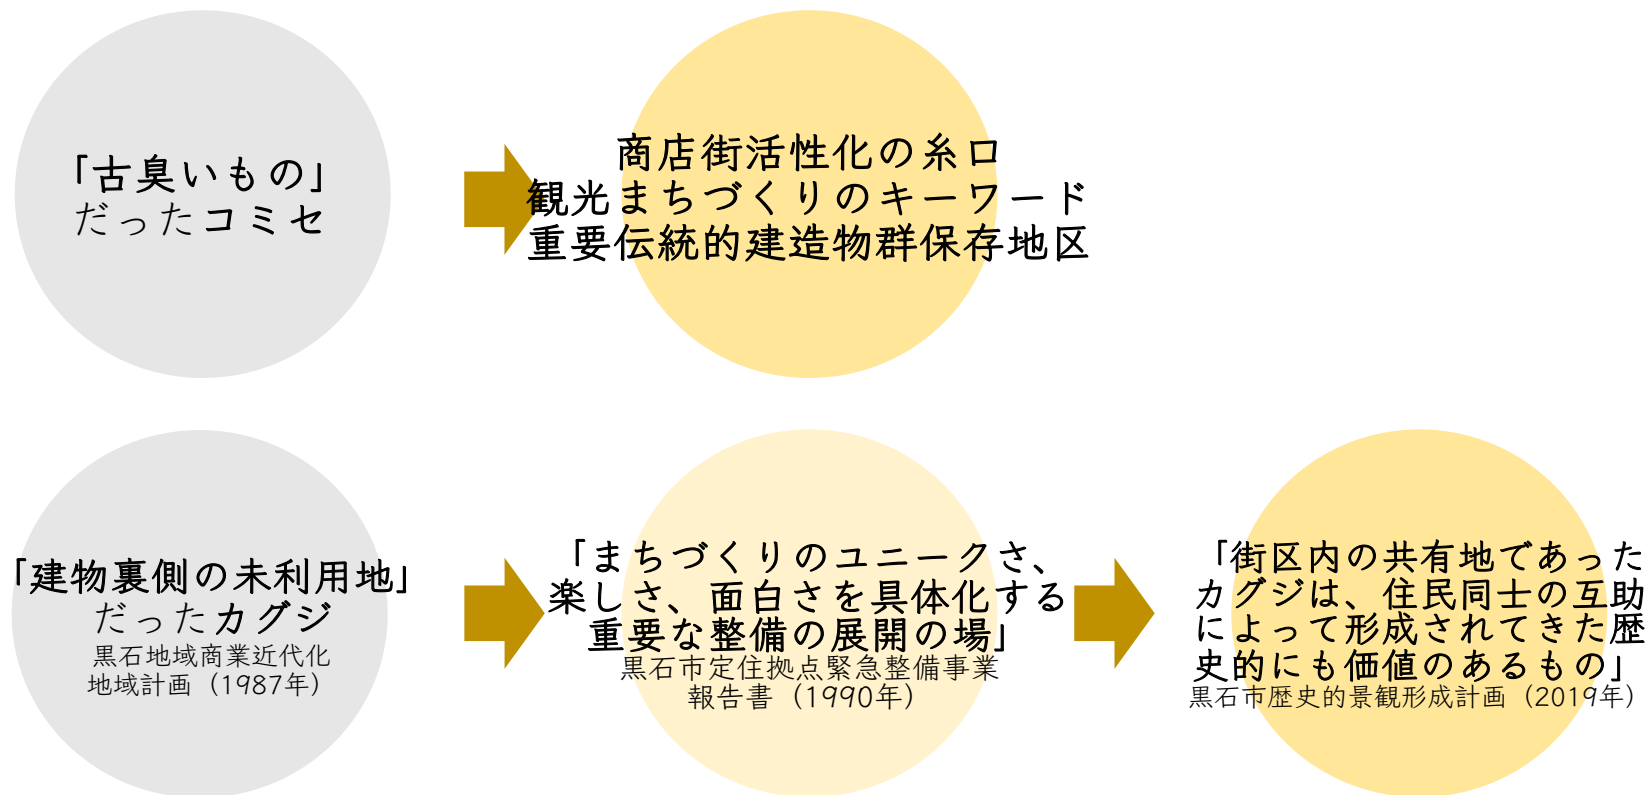 「古臭いもの」
だったコミセ
商店街活性化の糸口
観光まちづくりのキーワード
重要伝統的建造物群保存地区
「建物裏側の未利用地」
だったカグジ
黒石地域商業近代化
地域計画（1987年）
「まちづくりのユニークさ、
楽しさ、面白さを具体化する
重要な整備の展開の場」
黒石市定住拠点緊急整備事業
報告書（1990年）
「街区内の共有地であった
カグジは、住民同士の互助
によって形成されてきた歴
史的にも価値のあるもの」
黒石市歴史的景観形成計画（2019年）